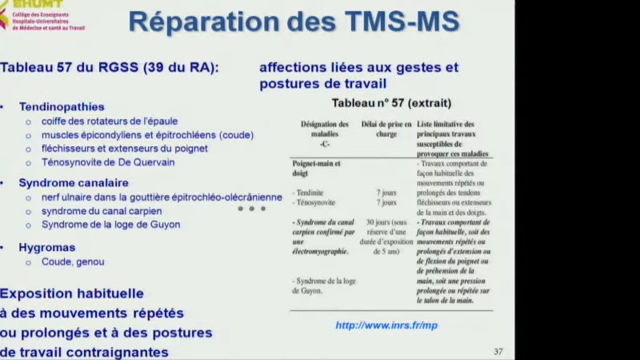 EHUMT
Collège des Enseignants
Hospitalo-Universitaires
de Médecine et santé au Travail
Réparation des TMS-MS
Tableau 57 du RGSS (39 du RA):
affections liées aux gestes et
postures de travail
• Tendinopathies
o coiffe des rotateurs de l'épaule
o muscles épicondyliens et épitrochléens (coude)
o fléchisseurs et extenseurs du poignet
o Ténosynovite de De Quervain
• Syndrome canalaire
o nerf ulnaire dans la gouttière épitrochléo-olécrânienne
o syndrome du canal carpien
o Syndrome de la loge de Guyon
• Hygromas
o Coude, genou
Exposition habituelle
à des mouvements répétés
ou prolongés et à des postures
de travail contraignantes
Tableau n° 57 (extrait)
Désignation des
maladies
-C-
Délai de prise en
charge
Liste limitative des
principaux travaux
susceptibles de
provoquer ces maladies
Poignet-main et
doigt
- Tendinite
- Ténosynovite
7 jours
7 jours
- Travaux comportant de
façon habituelle des
mouvements répétés ou
prolongés des tendons
fléchisseurs ou extenseurs
de la main et des doigts.
- Syndrome du canal
carpien confirmé par
une
électromyographie.
30 jours (sous
réserve d'une
durée d'exposition
de 5 ans)
- Travaux comportant de
façon habituelle, soit des
mouvements répétés ou
prolongés d'extension ou
de flexion du poignet ou
de préhension de la
main, soit une pression
prolongée ou répétée sur
le talon de la main.
- Syndrome de la loge
de Guyon.
http://www.inrs.fr/mp
37